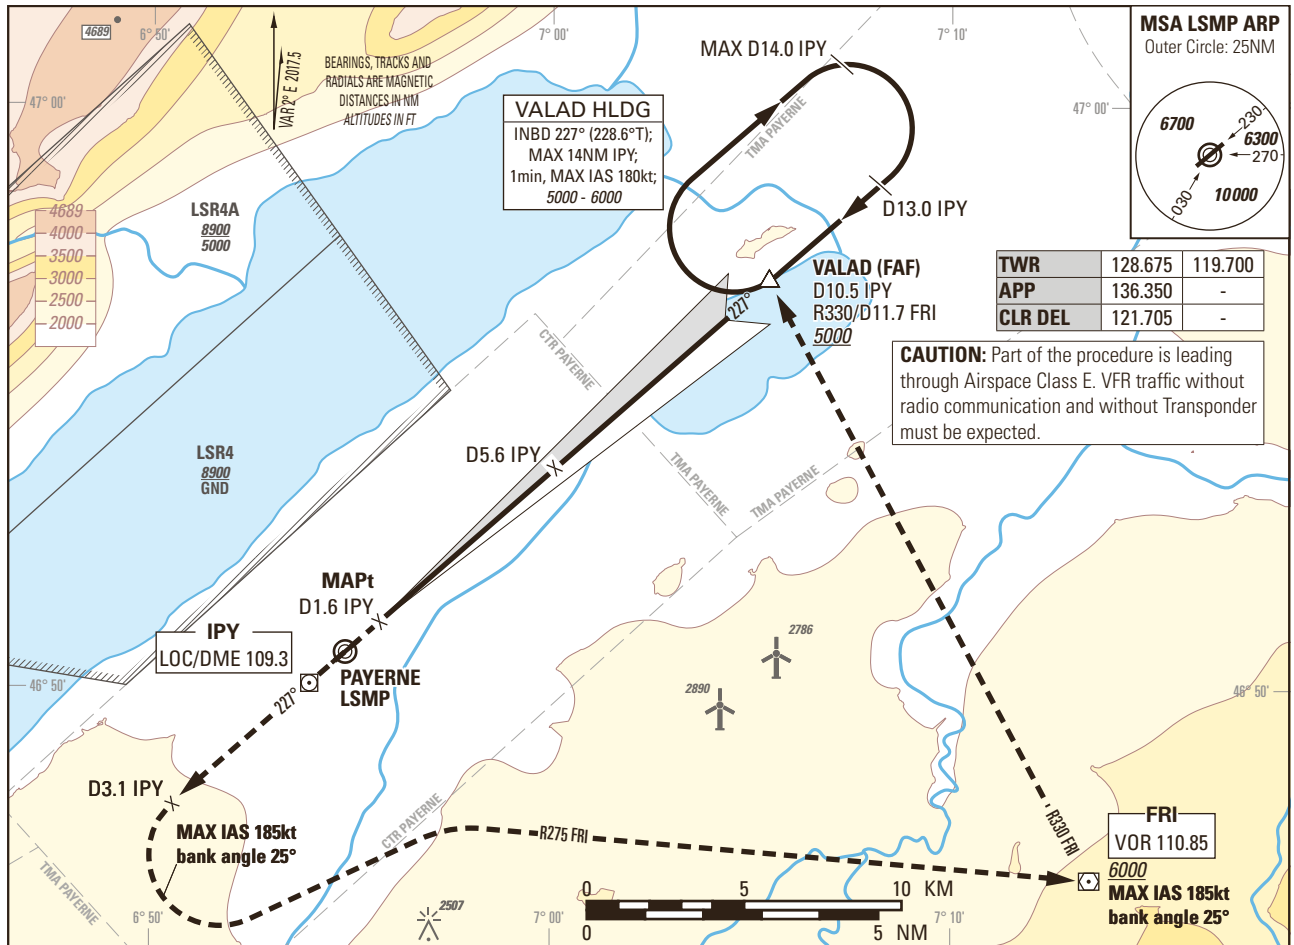 4689
6° 50'
7° 00'
7° 10'
47° 00'
47° 00'
VAR 2° E 2017.5
BEARINGS, TRACKS AND
RADIALS ARE MAGNETIC
DISTANCES IN NM
ALTITUDES IN FT
VALAD HLDG
INBD 227° (228.6°T);
MAX 14NM IPY;
1min, MAX IAS 180kt;
5000 - 6000
MAX D14.0 IPY
TMA PAYERNE
D13.0 IPY
MSA LSMP ARP
Outer Circle: 25NM
6700
230
6300
270
030
10000
4689
4000
3500
3000
2500
2000
LSR4A
8900
5000
VALAD (FAF)
D10.5 IPY
R330/D11.7 FRI
5000
227°
TWR 128.675 119.700
APP 136.350 -
CLR DEL 121.705 -
CAUTION: Part of the procedure is leading
through Airspace Class E. VFR traffic without
radio communication and without Transponder
must be expected.
CTR PAYERNE
LSR4
8900
GND
D5.6 IPY
TMA PAYERNE
TMA PAYERNE
MAPt
D1.6 IPY
IPY
LOC/DME 109.3
PAYERNE
LSMP
227°
2786
2890
46° 50'
46° 50'
D3.1 IPY
MAX IAS 185kt
bank angle 25°
CTR PAYERNE
R275 FRI
R330 FRI
FRI
VOR 110.85
6000
MAX IAS 185kt
bank angle 25°
TMA PAYERNE
2507
0 5 10 KM
0 5 NM
6° 50'
7° 00'
7° 10'